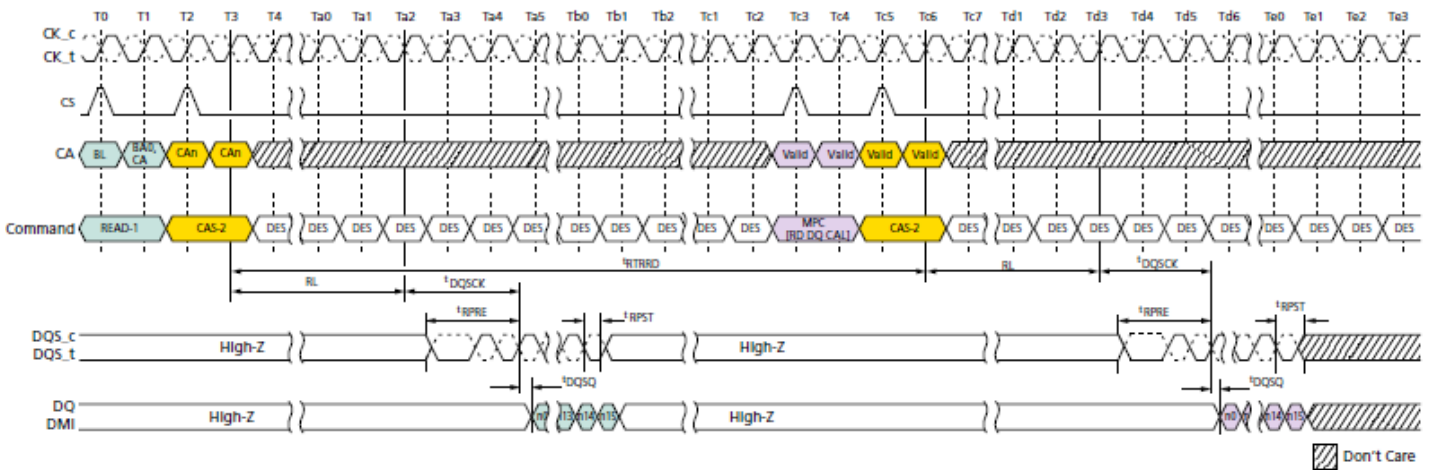 T0 T1 T2 T3 T4 Ta0 Ta1 Ta2 Ta3 Ta4 Ta5 Tb0 Tb1 Tb2 Tc1 Tc2 Tc3 Tc4 Tc5 Tc6 Tc7 Td1 Td2 Td3 Td4 Td5 Td6 Te0 Te1 Te2 Te3
CK_c
CK_t
CS
CA BL BA0, CA CAn CAn Valid Valid Valid Valid
Command READ-1 CAS-2 DES DES DES DES DES DES DES DES DES DES DES DES MPC [RD DQ CAL] CAS-2 DES DES DES DES DES DES DES DES DES DES DES
tRTRRD
RL tDQSCK RL tDQSCK
tRPRE tRPST tRPRE tRPST
DQS_c
DQS_t High-Z High-Z
tDQSQ tDQSQ
DQ
DMI High-Z n0 n14 n15 High-Z n0 n14 n15
Don't Care